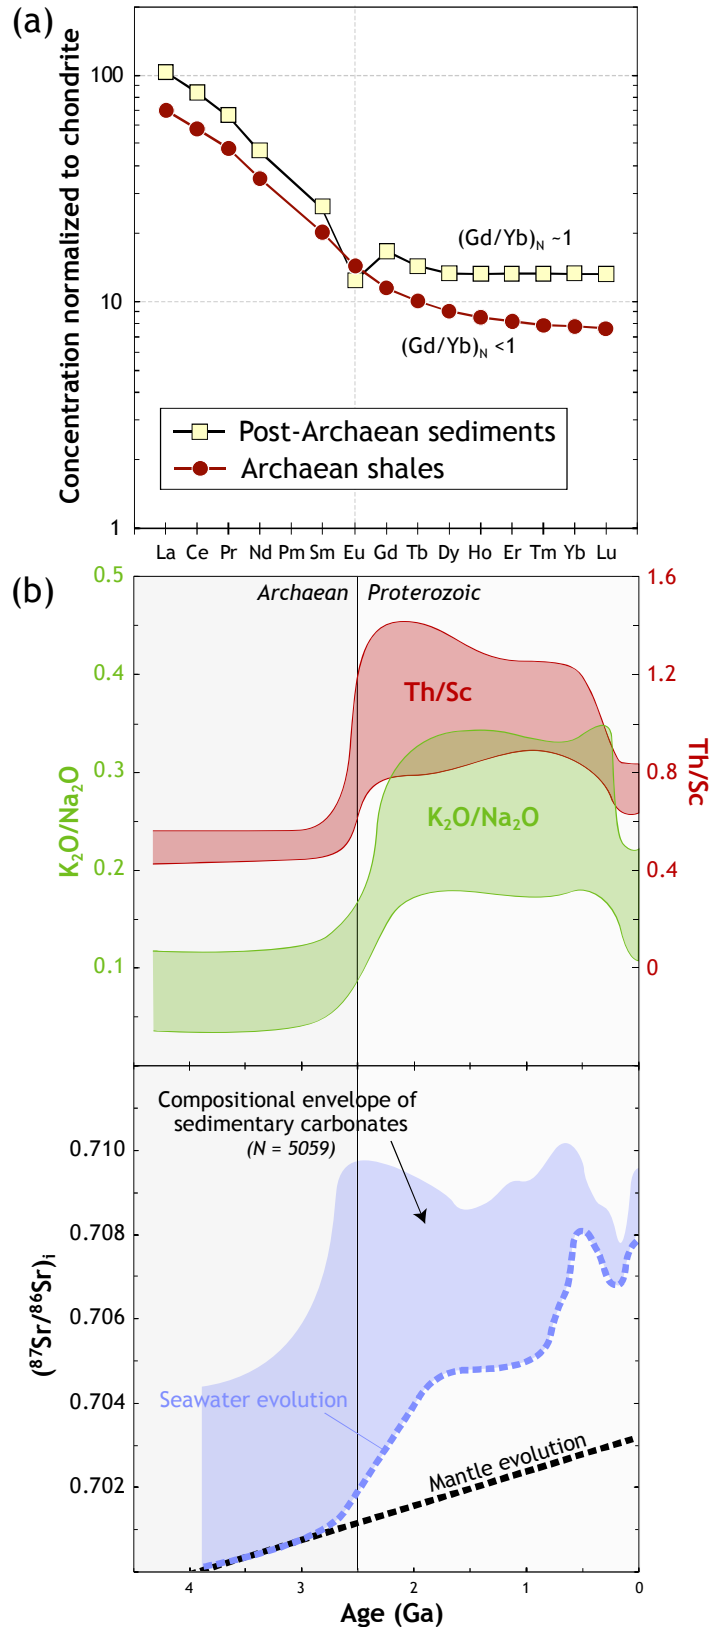 (a)
Concentration normalized to chondrite
100
10
1
(Gd/Yb)N ~1
(Gd/Yb)N <1
Post-Archaean sediments
Archaean shales
La Ce Pr Nd Pm Sm Eu Gd Tb Dy Ho Er Tm Yb Lu
(b)
Archaean
Proterozoic
K2O/Na2O
0.5
0.4
0.3
0.2
0.1
Th/Sc
K2O/Na2O
1.6
1.2
0.8
0.4
0
Th/Sc
Compositional envelope of
sedimentary carbonates
(N = 5059)
(87Sr/86Sr)i
0.710
0.708
0.706
0.704
0.702
Seawater evolution
Mantle evolution
4 3 2 1 0
Age (Ga)